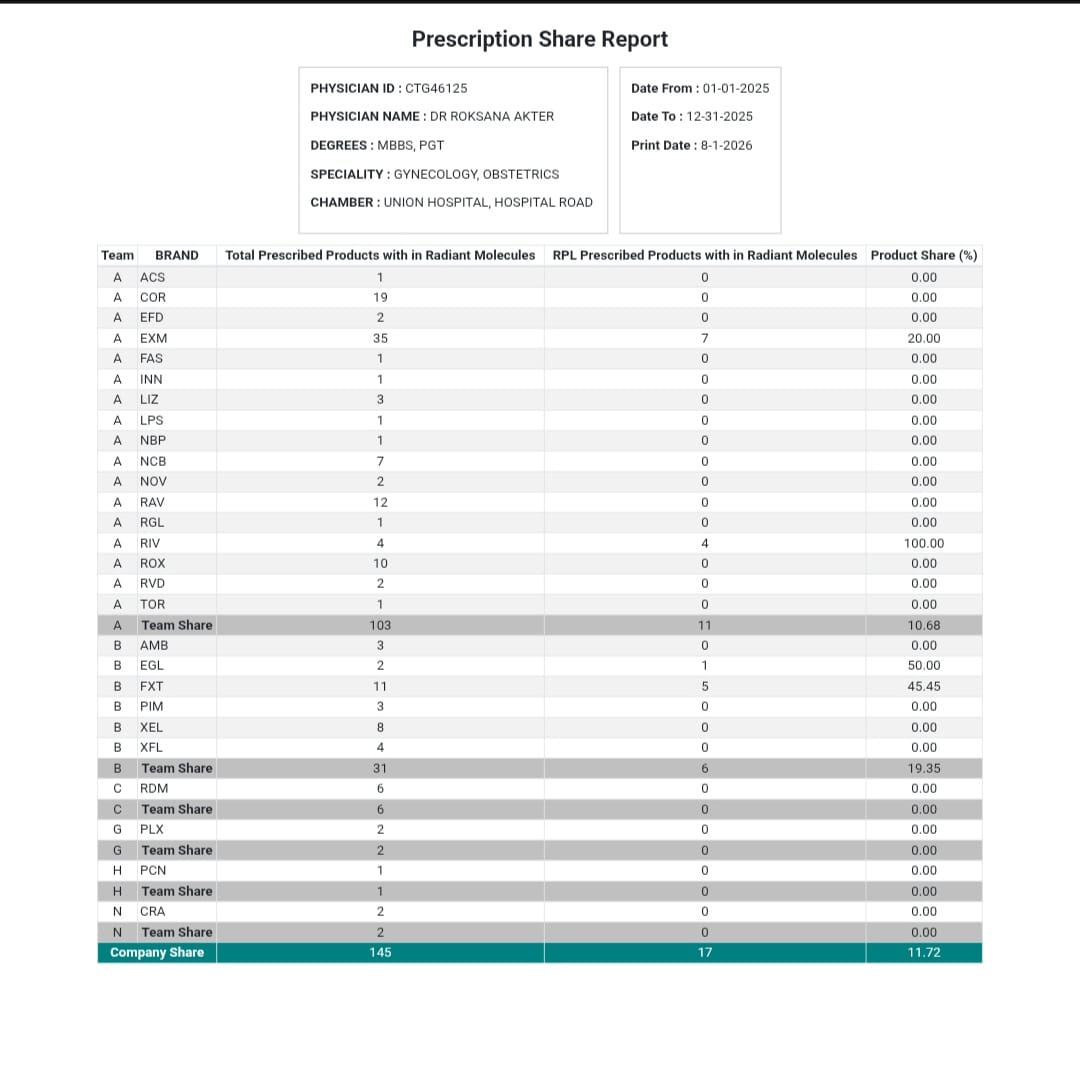 Prescription Share Report
PHYSICIAN ID : CTG46125
PHYSICIAN NAME : DR ROKSANA AKTER
DEGREES : MBBS, PGT
SPECIALITY : GYNECOLOGY, OBSTETRICS
CHAMBER : UNION HOSPITAL, HOSPITAL ROAD
Date From : 01-01-2025
Date To : 12-31-2025
Print Date : 8-1-2026
Team BRAND Total Prescribed Products with in Radiant Molecules RPL Prescribed Products with in Radiant Molecules Product Share (%)
A ACS 1 0 0.00
A COR 19 0 0.00
A EFD 2 0 0.00
A EXM 35 7 20.00
A FAS 1 0 0.00
A INN 1 0 0.00
A LIZ 3 0 0.00
A LPS 1 0 0.00
A NBP 1 0 0.00
A NCB 7 0 0.00
A NOV 2 0 0.00
A RAV 12 0 0.00
A RGL 1 0 0.00
A RIV 4 4 100.00
A ROX 10 0 0.00
A RVD 2 0 0.00
A TOR 1 0 0.00
A Team Share 103 11 10.68
B AMB 3 0 0.00
B EGL 2 1 50.00
B FXT 11 5 45.45
B PIM 3 0 0.00
B XEL 8 0 0.00
B XFL 4 0 0.00
B Team Share 31 6 19.35
C RDM 6 0 0.00
C Team Share 6 0 0.00
G PLX 2 0 0.00
G Team Share 2 0 0.00
H PCN 1 0 0.00
H Team Share 1 0 0.00
N CRA 2 0 0.00
N Team Share 2 0 0.00
Company Share 145 17 11.72